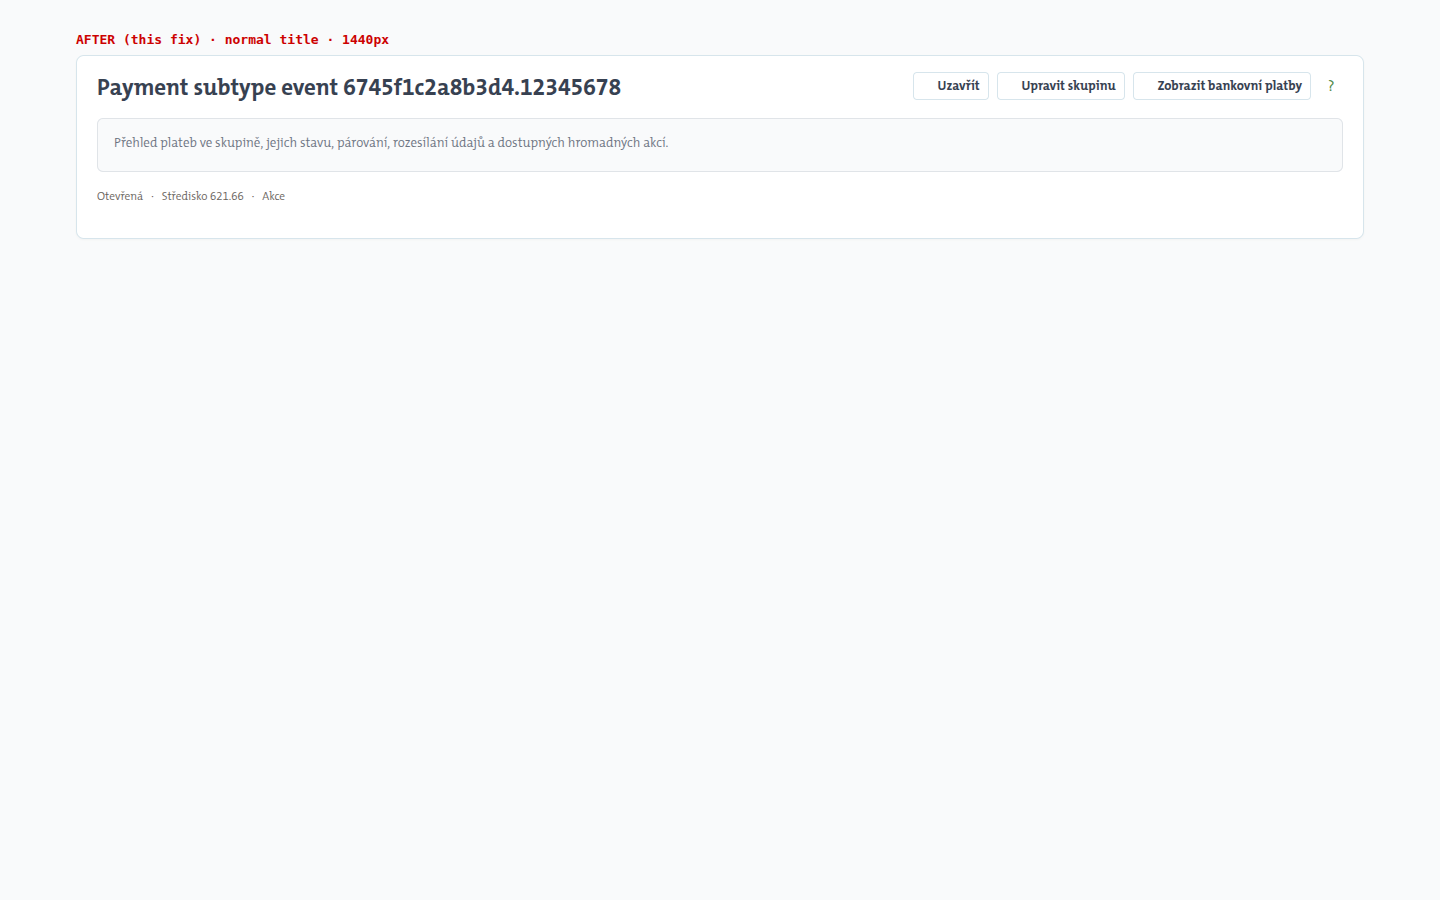 AFTER (this fix) · normal title · 1440px
Payment subtype event 6745f1c2a8b3d4.12345678
Uzavřít
Upravit skupinu
Zobrazit bankovní platby
?
Přehled plateb ve skupině, jejich stavu, párování, rozesílání údajů a dostupných hromadných akcí.
Otevřená · Středisko 621.66 · Akce